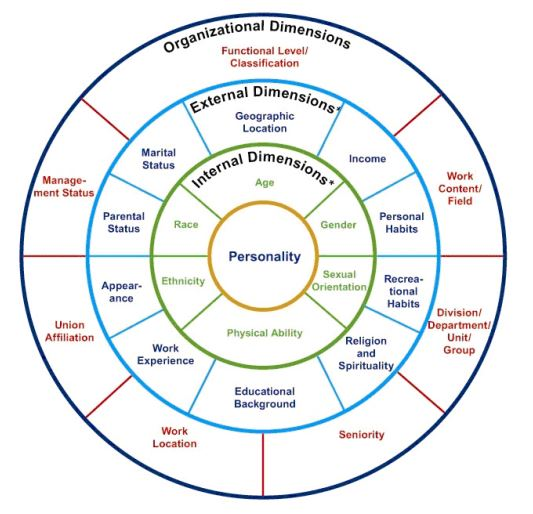 Organizational Dimensions
Functional Level/
Classification
External Dimensions*
Geographic
Location
Marital
Status
Income
Internal Dimensions*
Age
Manage-
ment Status
Work
Content/
Field
Parental
Status
Race
Gender
Personal
Habits
Personality
Appear-
ance
Ethnicity
Sexual
Orientation
Recrea-
tional
Habits
Union
Affiliation
Division/
Department/
Unit/
Group
Physical Ability
Work
Experience
Religion
and
Spirituality
Educational
Background
Work
Location
Seniority